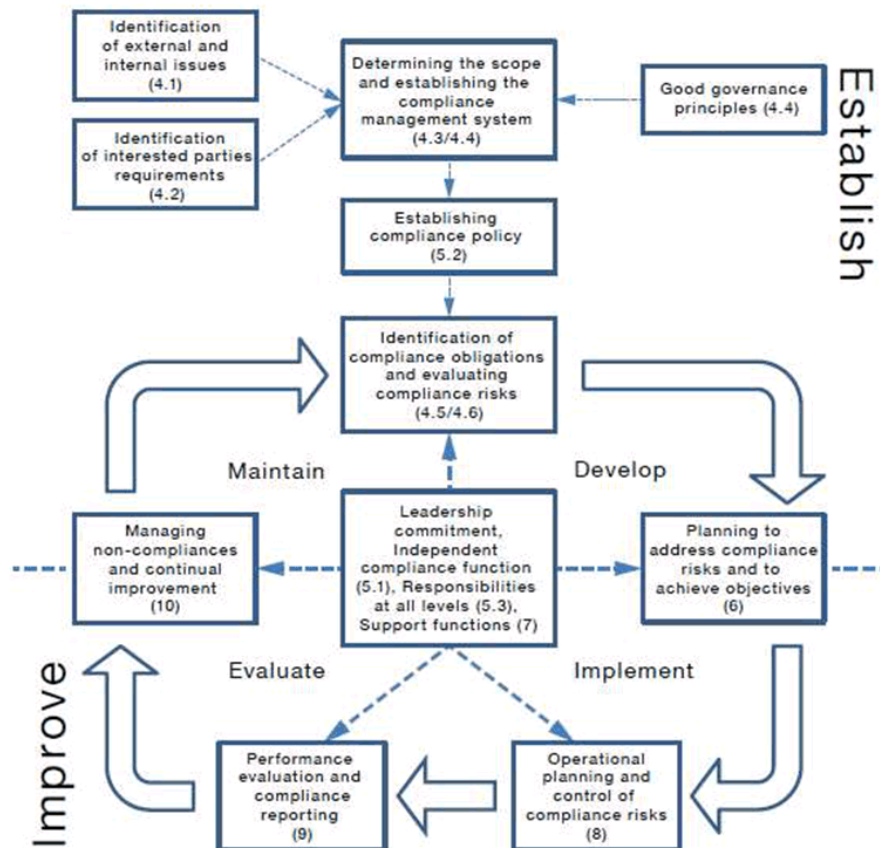 Identification
of external and
internal issues
(4.1)
Identification
of interested parties
requirements
(4.2)
Determining the scope
and establishing the
compliance
management system
(4.3/4.4)
Good governance
principles (4.4)
Establish
Establishing
compliance policy
(5.2)
Identification of
compliance obligations
and evaluating
compliance risks
(4.5/4.6)
Maintain
Develop
Managing
non-compliances
and continual
improvement
(10)
Leadership
commitment,
Independent
compliance function
(5.1), Responsibilities
at all levels (5.3),
Support functions (7)
Planning to
address compliance
risks and to
achieve objectives
(6)
Evaluate
Implement
Improve
Performance
evaluation and
compliance
reporting
(9)
Operational
planning and
control of
compliance risks
(8)